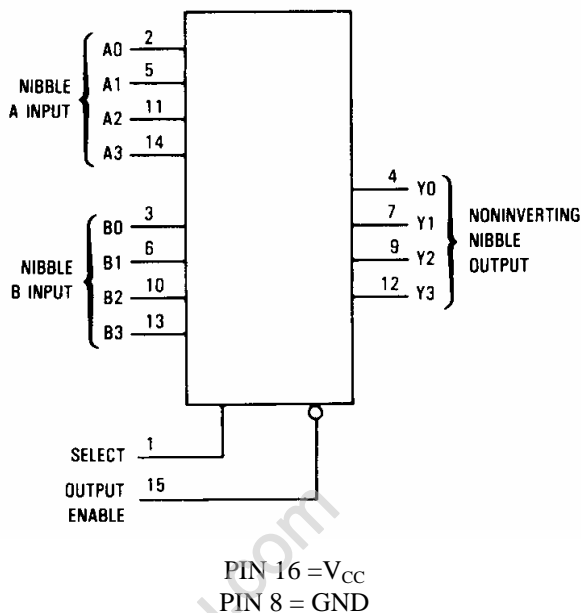 A0 2
A1 5
A2 11
A3 14
NIBBLE
A INPUT
B0 3
B1 6
B2 10
B3 13
NIBBLE
B INPUT
4 Y0
7 Y1
9 Y2
12 Y3
NONINVERTING
NIBBLE
OUTPUT
SELECT 1
OUTPUT 15
ENABLE
.com
PIN 16 =VCC
PIN 8 = GND